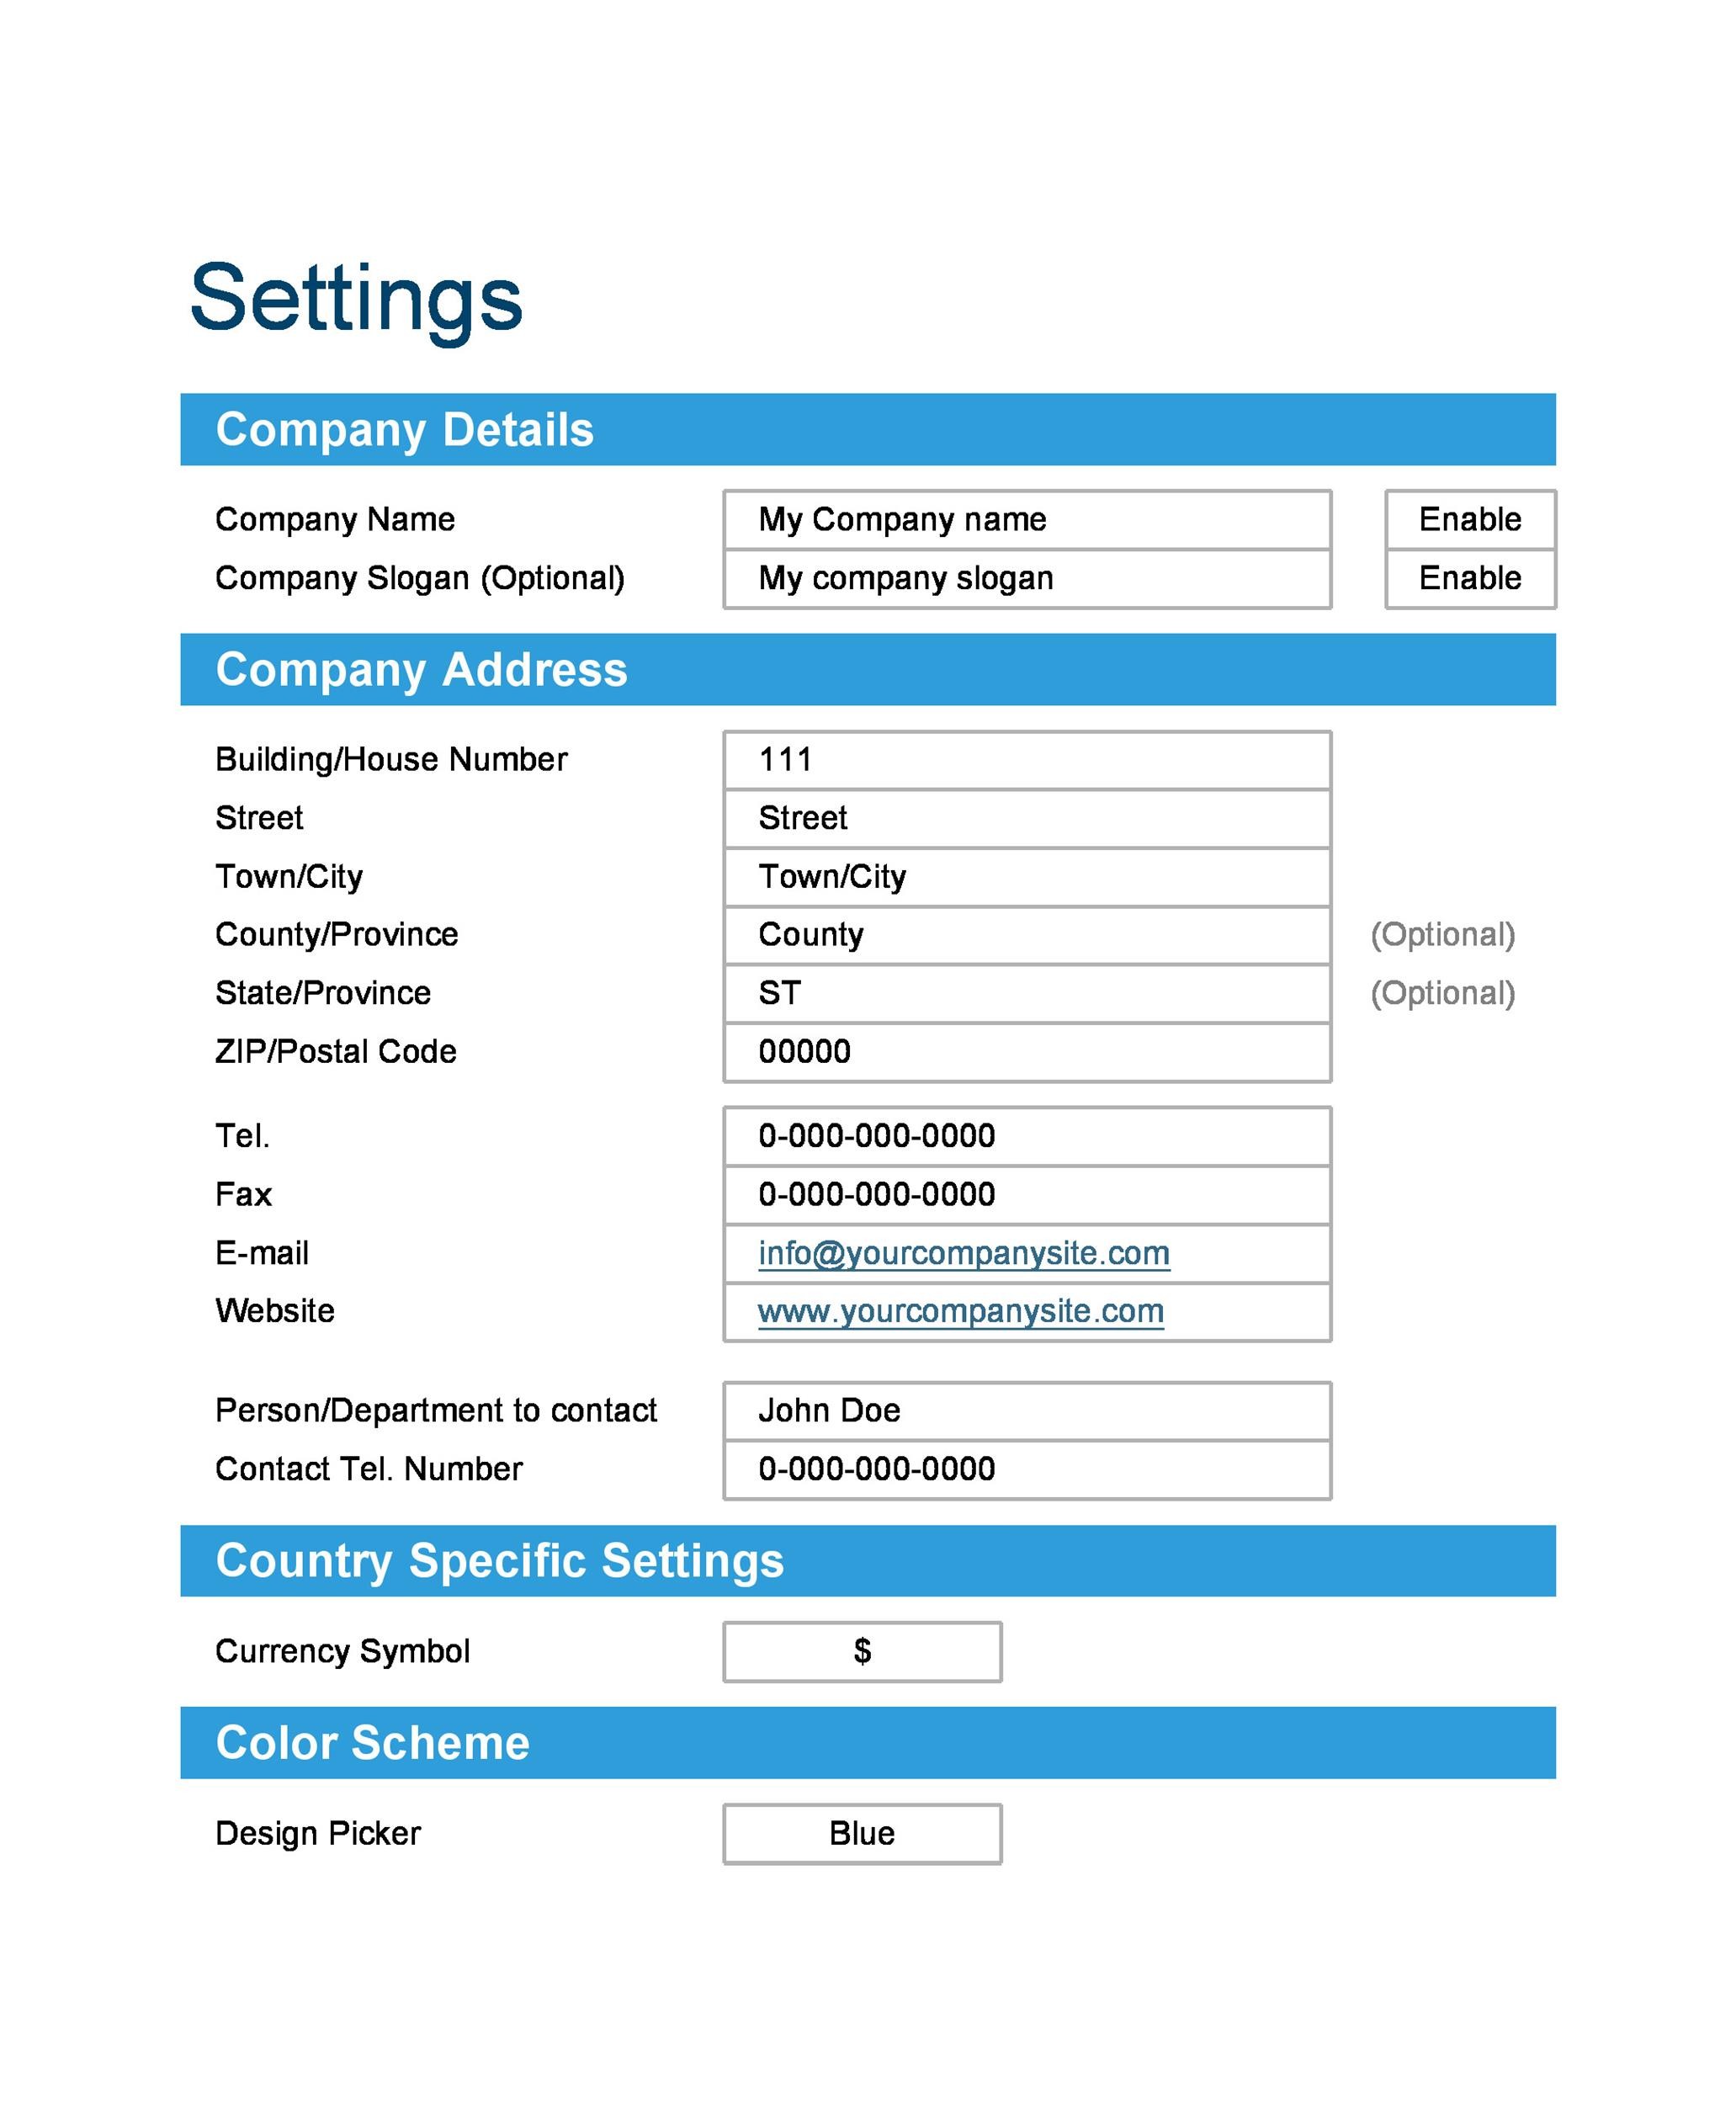 Settings
Company Details
Company Name My Company name Enable
Company Slogan (Optional) My company slogan Enable
Company Address
Building/House Number 111
Street Street
Town/City Town/City
County/Province County (Optional)
State/Province ST (Optional)
ZIP/Postal Code 00000
Tel. 0-000-000-0000
Fax 0-000-000-0000
E-mail info@yourcompanysite.com
Website www.yourcompanysite.com
Person/Department to contact John Doe
Contact Tel. Number 0-000-000-0000
Country Specific Settings
Currency Symbol $
Color Scheme
Design Picker Blue